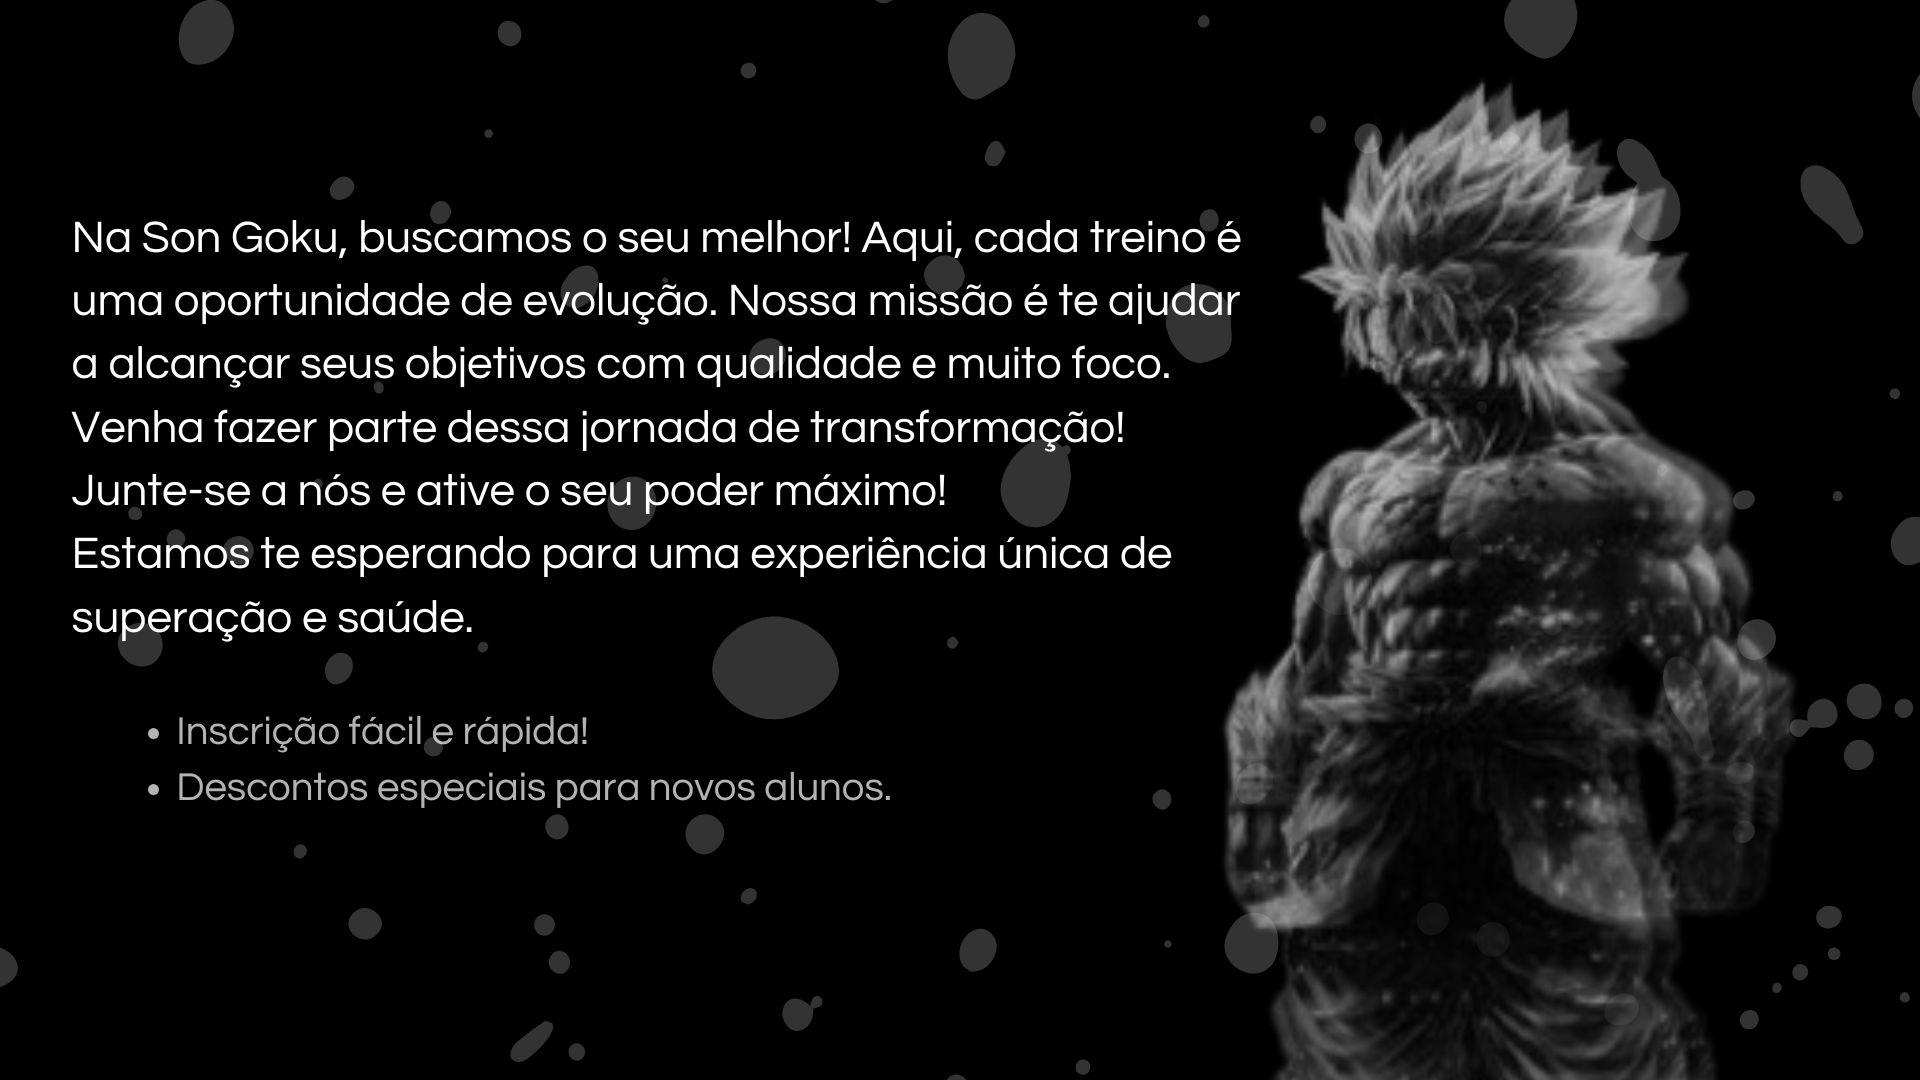 Na Son Goku, buscamos o seu melhor! Aqui, cada treino é
uma oportunidade de evolução. Nossa missão é te ajudar
a alcançar seus objetivos com qualidade e muito foco.
Venha fazer parte dessa jornada de transformação!
Junte-se a nós e ative o seu poder máximo!
Estamos te esperando para uma experiência única de
superação e saúde.
• Inscrição fácil e rápida!
• Descontos especiais para novos alunos.